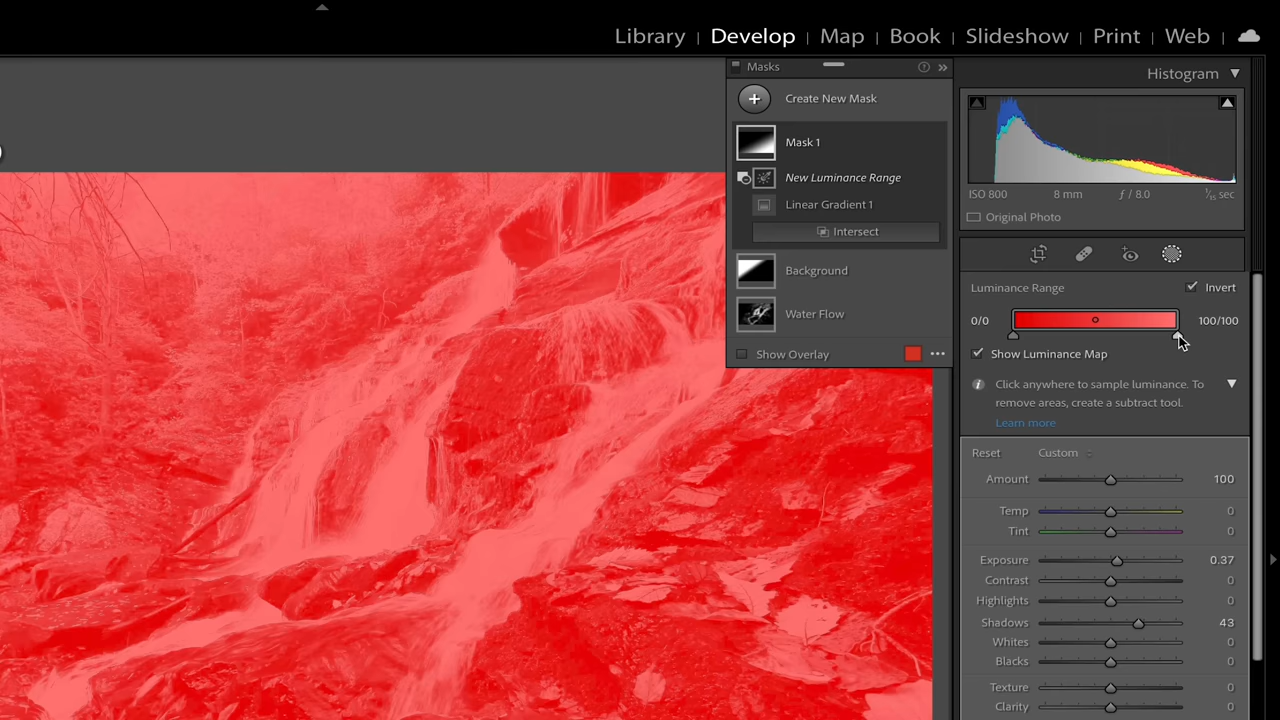 Library | Develop | Map | Book | Slideshow | Print | Web |
Masks
Create New Mask
Mask 1
New Luminance Range
Linear Gradient 1
Intersect
Background
Water Flow
Show Overlay
Histogram
ISO 800 8 mm ƒ / 8.0 1/15 sec
Original Photo
Luminance Range Invert
0/0 100/100
Show Luminance Map
Click anywhere to sample luminance. To
remove areas, create a subtract tool.
Learn more
Reset Custom
Amount 100
Temp 0
Tint 0
Exposure 0.37
Contrast 0
Highlights 0
Shadows 43
Whites 0
Blacks 0
Texture 0
Clarity 0